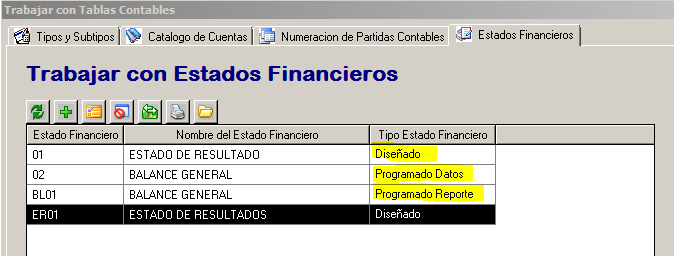 Trabajar con Tablas Contables
Tipos y Subtipos Catalogo de Cuentas Numeracion de Partidas Contables Estados Financieros
Trabajar con Estados Financieros
Estado Financiero Nombre del Estado Financiero Tipo Estado Financiero
01 ESTADO DE RESULTADO Diseñado
02 BALANCE GENERAL Programado Datos
BL01 BALANCE GENERAL Programado Reporte
ER01 ESTADO DE RESULTADOS Diseñado